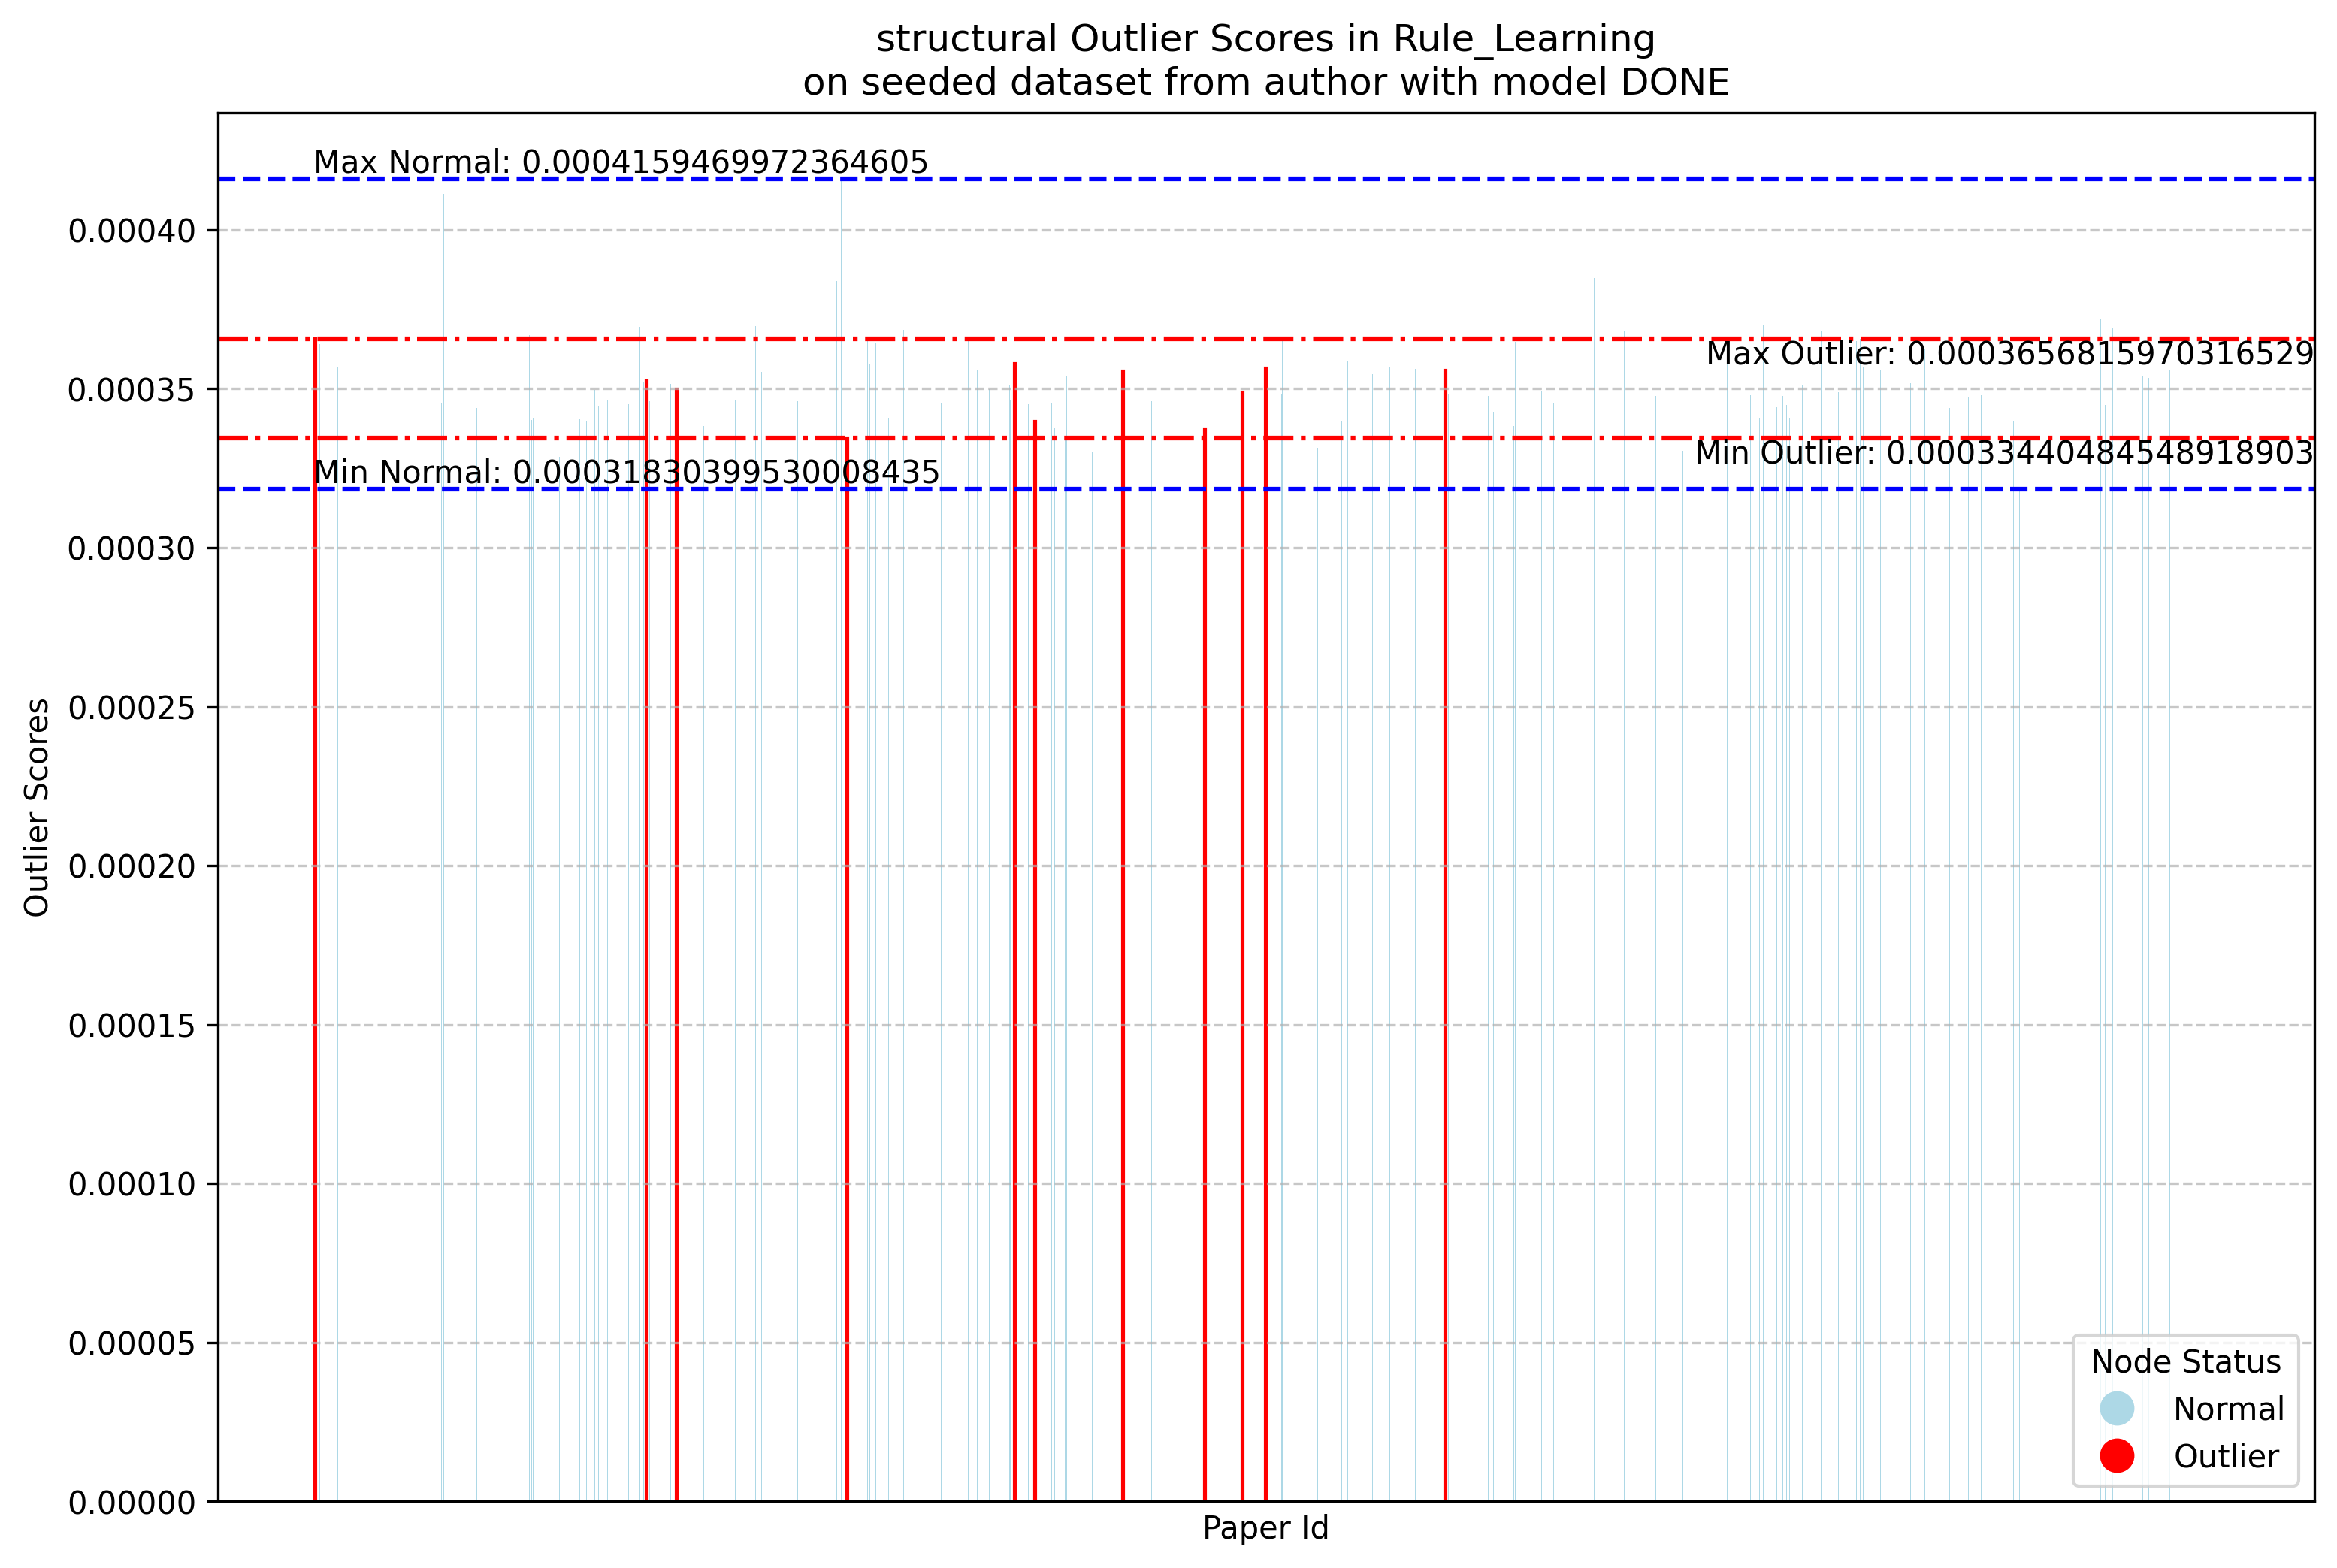 structural Outlier Scores in Rule_Learning
on seeded dataset from author with model DONE
Max Normal: 0.0004159469972364605
0.00040
Max Outlier: 0.0003656815970316529
0.00035
Min Outlier: 0.00033440484548918903
Min Normal: 0.00031830399530008435
0.00030
0.00025
Outlier Scores
0.00020
0.00015
0.00010
0.00005
0.00000
Node Status
Normal
Outlier
Paper Id